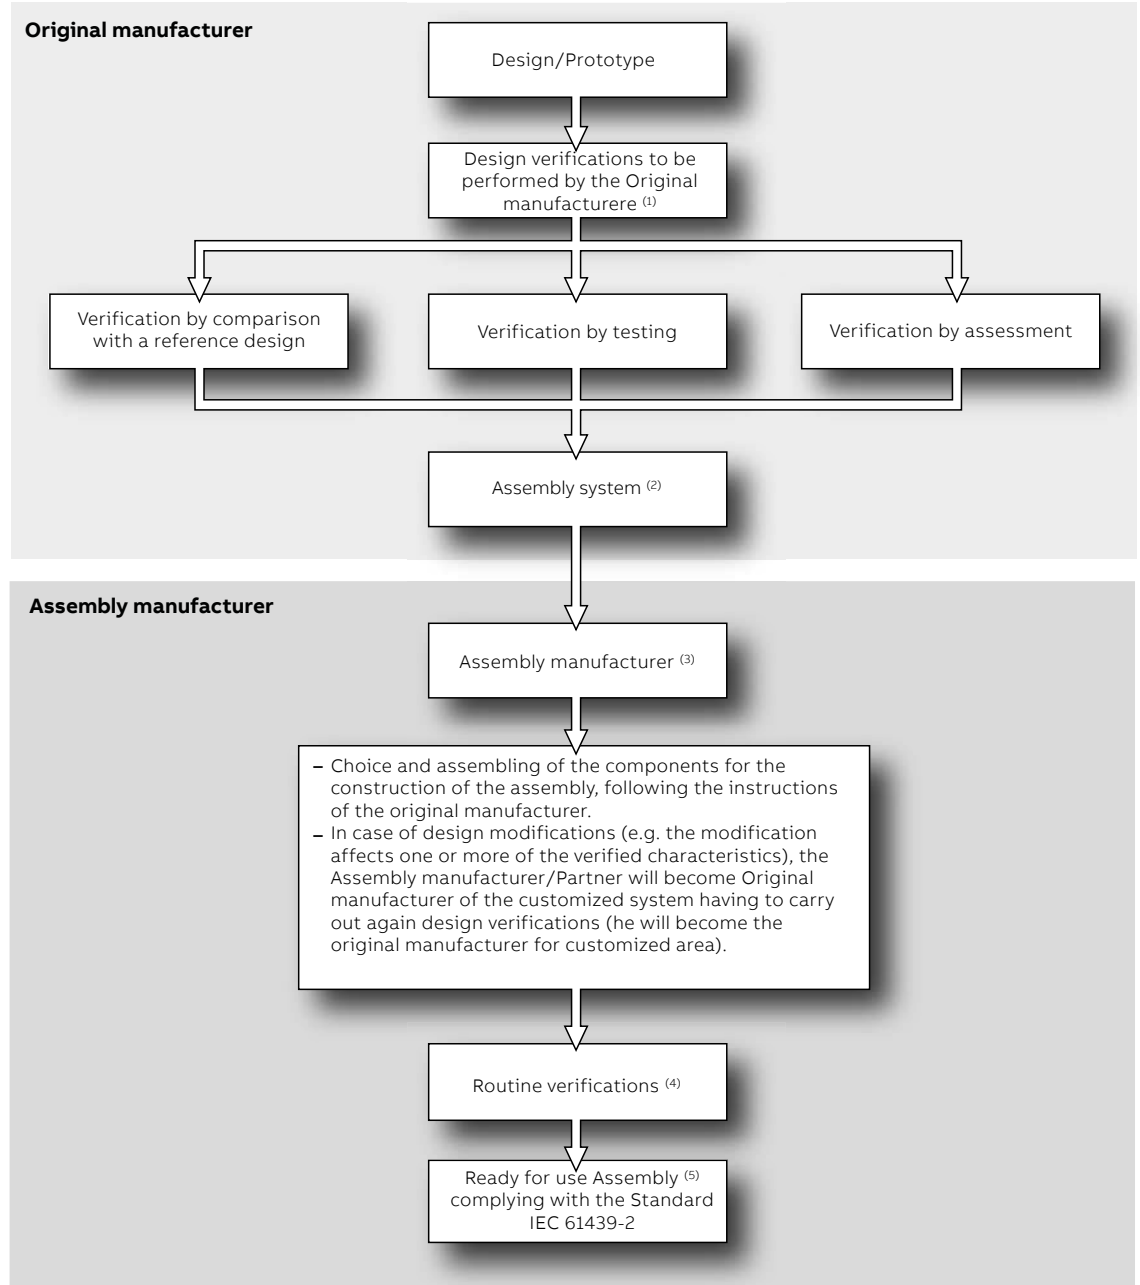 Original manufacturer
Design/Prototype
Design verifications to be
performed by the Original
manufacturere (1)
Verification by comparison
with a reference design
Verification by testing
Verification by assessment
Assembly system (2)
Assembly manufacturer
Assembly manufacturer (3)
– Choice and assembling of the components for the
construction of the assembly, following the instructions
of the original manufacturer.
– In case of design modifications (e.g. the modification
affects one or more of the verified characteristics), the
Assembly manufacturer/Partner will become Original
manufacturer of the customized system having to carry
out again design verifications (he will become the
original manufacturer for customized area).
Routine verifications (4)
Ready for use Assembly (5)
complying with the Standard
IEC 61439-2